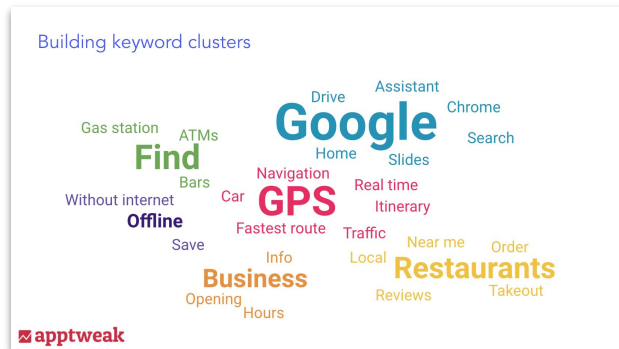 Building keyword clusters
Drive
Assistant
Google
Chrome
Search
Home
Slides
Gas station
ATMs
Find
Bars
Navigation
Car
GPS
Real time
Itinerary
Fastest route
Traffic
Without internet
Offline
Save
Info
Business
Opening
Hours
Near me
Order
Local
Restaurants
Reviews
Takeout
apptweak